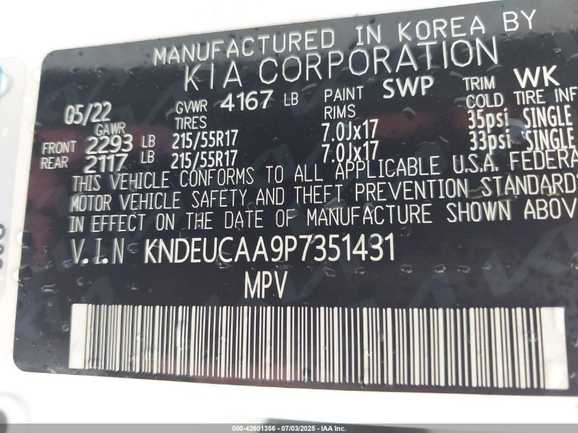 MANUFACTURED IN KOREA BY
KIA CORPORATION
05/22 GVWR 4167 LB PAINT SWP TRIM WK
GAWR TIRES RIMS COLD TIRE INF
FRONT 2293 LB 215/55R17 7.0Jx17 35psi SINGLE
REAR 2117 LB 215/55R17 7.0Jx17 33psi SINGLE
THIS VEHICLE CONFORMS TO ALL APPLICABLE U.S.A. FEDERA
MOTOR VEHICLE SAFETY AND THEFT PREVENTION STANDARD
IN EFFECT ON THE DATE OF MANUFACTURE SHOWN ABOV
V.I.N KNDEUCAA9P7351431
MPV
000-42601356 - 07/03/2025 - IAA Inc.